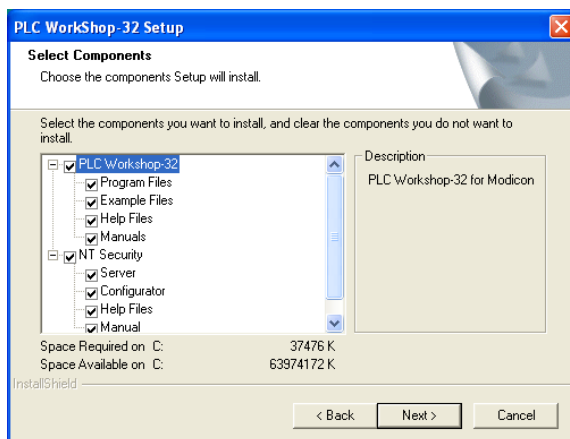 PLC WorkShop-32 Setup
Select Components
Choose the components Setup will install.
Select the components you want to install, and clear the components you do not want to
install.
PLC Workshop-32
Program Files
Example Files
Help Files
Manuals
NT Security
Server
Configurator
Help Files
Manual
Description
PLC Workshop-32 for Modicon
Space Required on C: 37476 K
Space Available on C: 63974172 K
InstallShield
< Back Next > Cancel